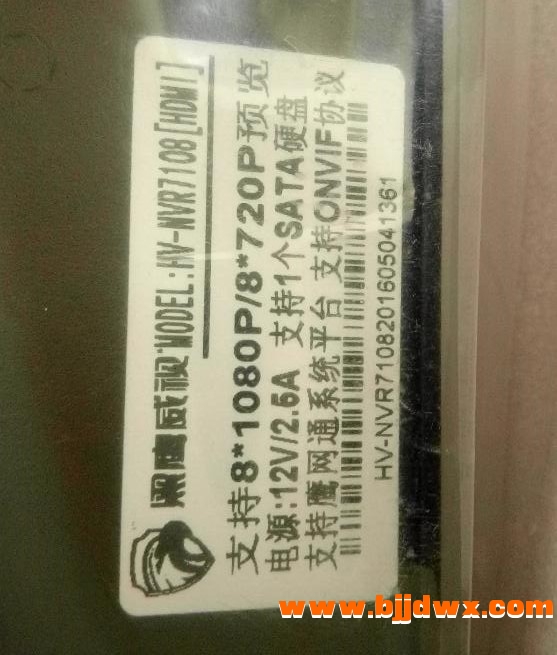 黑鹰威视 MODEL:HV-NVR7108[HDMI]
支持8*1080P/8*720P预览
电源:12V/2.5A 支持1个SATA硬盘
支持鹰网通系统平台 支持ONVIF协议
HV-NVR7108201605041361
www.bjjdwx.com